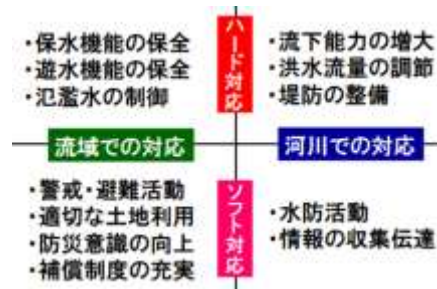 ・保水機能の保全
・遊水機能の保全
・氾濫水の制御
ハード対応
・流下能力の増大
・洪水流量の調節
・堤防の整備
流域での対応
河川での対応
・警戒・避難活動
・適切な土地利用
・防災意識の向上
・補償制度の充実
ソフト対応
・水防活動
・情報の収集伝達